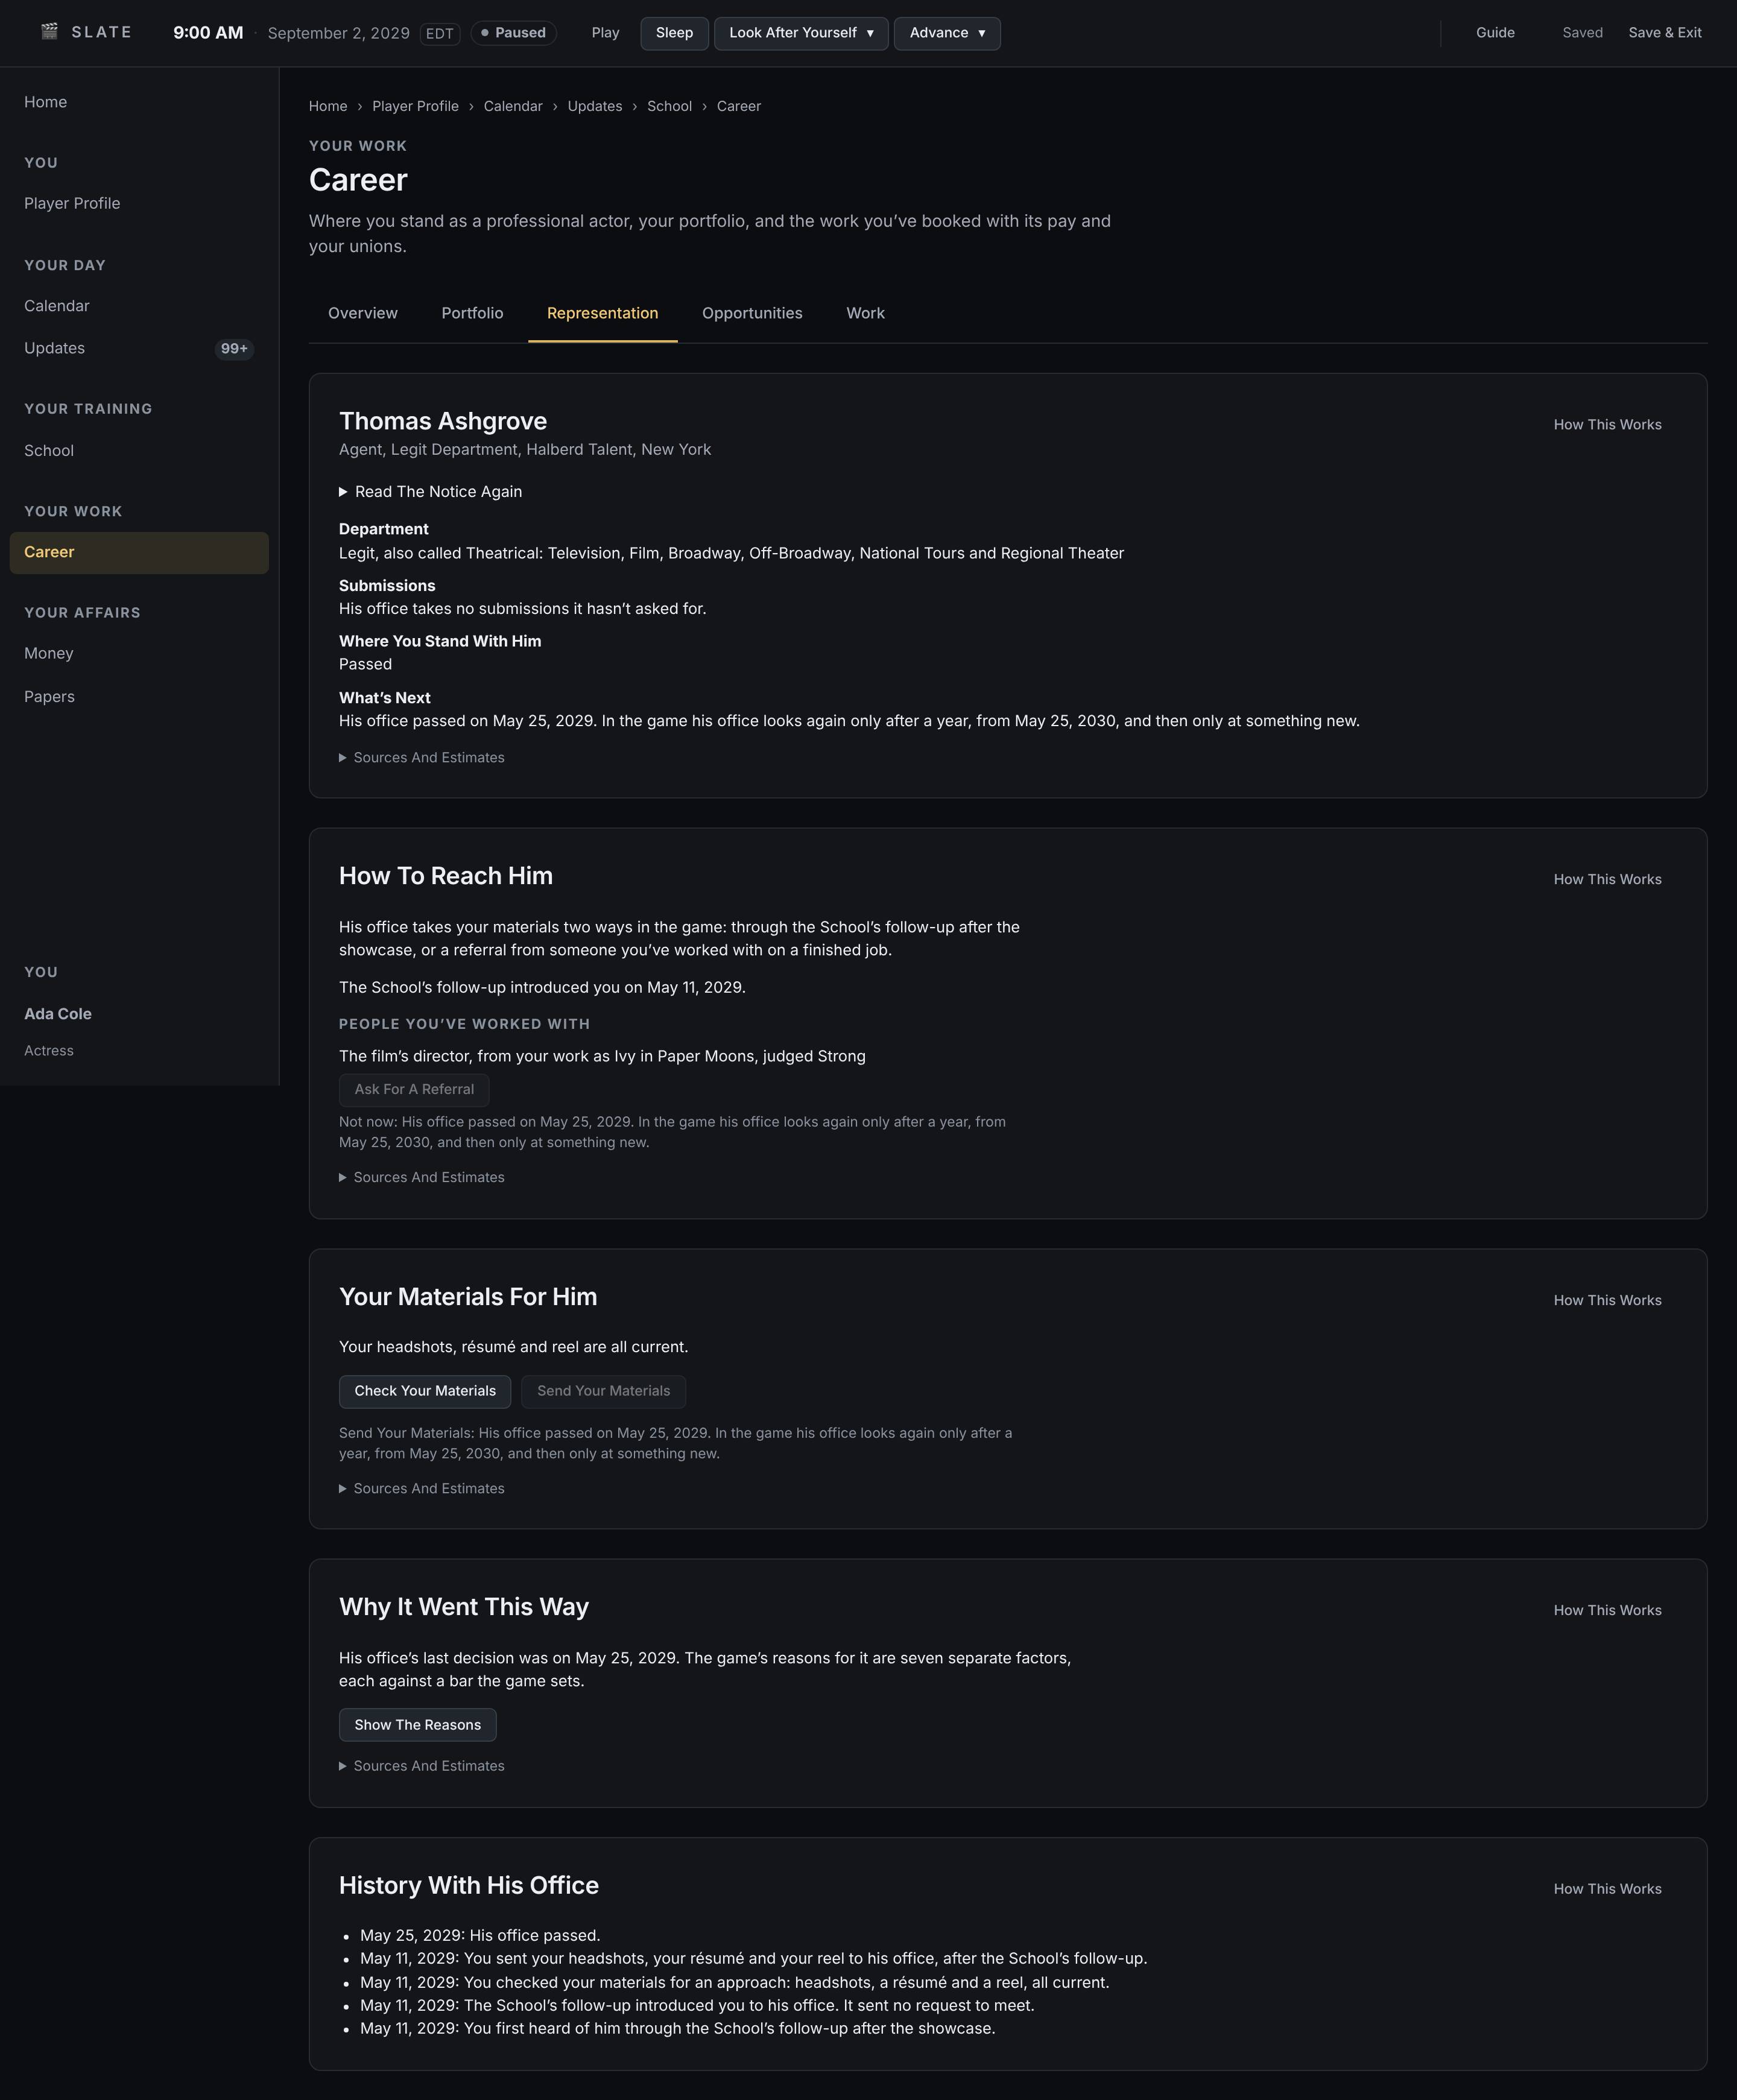 SLATE
9:00 AM · September 2, 2029 EDT Paused Play Sleep Look After Yourself Advance Guide Saved Save & Exit
Home
YOU
Player Profile
YOUR DAY
Calendar
Updates 99+
YOUR TRAINING
School
YOUR WORK
Career
YOUR AFFAIRS
Money
Papers
YOU
Ada Cole
Actress
Home › Player Profile › Calendar › Updates › School › Career
YOUR WORK
Career
Where you stand as a professional actor, your portfolio, and the work you’ve booked with its pay and
your unions.
Overview Portfolio Representation Opportunities Work
Thomas Ashgrove How This Works
Agent, Legit Department, Halberd Talent, New York
Read The Notice Again
Department
Legit, also called Theatrical: Television, Film, Broadway, Off-Broadway, National Tours and Regional Theater
Submissions
His office takes no submissions it hasn’t asked for.
Where You Stand With Him
Passed
What’s Next
His office passed on May 25, 2029. In the game his office looks again only after a year, from May 25, 2030, and then only at something new.
Sources And Estimates
How To Reach Him How This Works
His office takes your materials two ways in the game: through the School’s follow-up after the
showcase, or a referral from someone you’ve worked with on a finished job.
The School’s follow-up introduced you on May 11, 2029.
PEOPLE YOU’VE WORKED WITH
The film’s director, from your work as Ivy in Paper Moons, judged Strong
Ask For A Referral
Not now: His office passed on May 25, 2029. In the game his office looks again only after a year, from
May 25, 2030, and then only at something new.
Sources And Estimates
Your Materials For Him How This Works
Your headshots, résumé and reel are all current.
Check Your Materials Send Your Materials
Send Your Materials: His office passed on May 25, 2029. In the game his office looks again only after a
year, from May 25, 2030, and then only at something new.
Sources And Estimates
Why It Went This Way How This Works
His office’s last decision was on May 25, 2029. The game’s reasons for it are seven separate factors,
each against a bar the game sets.
Show The Reasons
Sources And Estimates
History With His Office How This Works
• May 25, 2029: His office passed.
• May 11, 2029: You sent your headshots, your résumé and your reel to his office, after the School’s follow-up.
• May 11, 2029: You checked your materials for an approach: headshots, a résumé and a reel, all current.
• May 11, 2029: The School’s follow-up introduced you to his office. It sent no request to meet.
• May 11, 2029: You first heard of him through the School’s follow-up after the showcase.